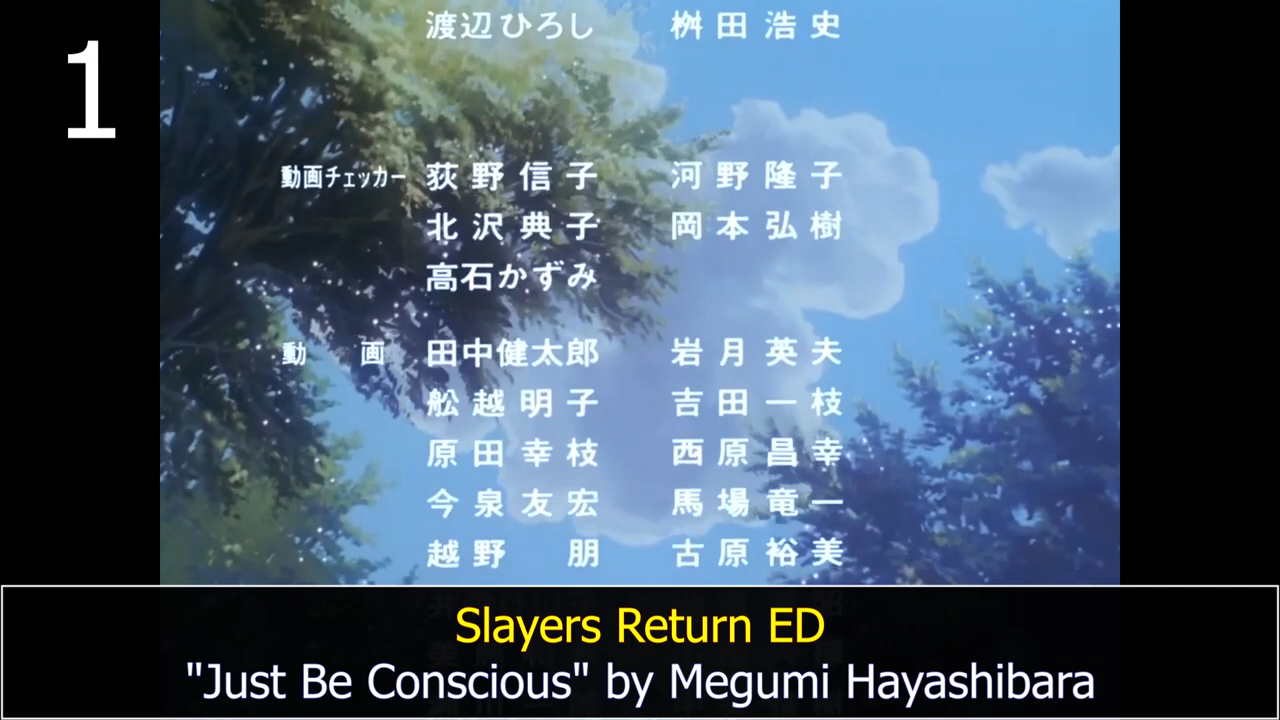 1
渡辺ひろし 桝田浩史
動画チェッカー 荻野信子 河野隆子
北沢典子 岡本弘樹
高石かずみ
動画 田中健太郎 岩月英夫
舩越明子 吉田一枝
原田幸枝 西原昌幸
今泉友宏 馬場竜一
越野朋 古原裕美
Slayers Return ED
"Just Be Conscious" by Megumi Hayashibara